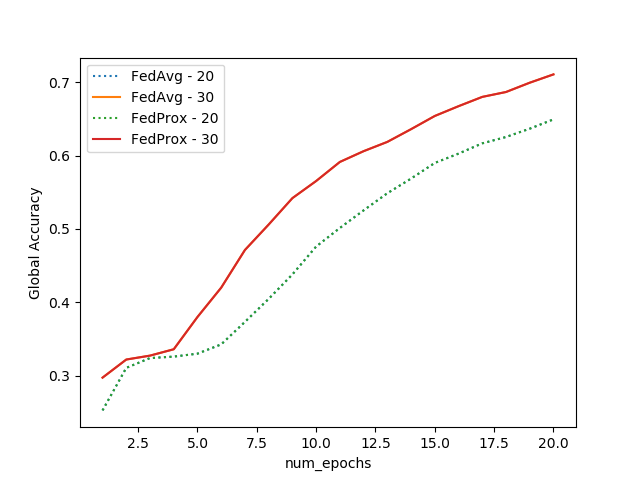 FedAvg - 20
FedAvg - 30
FedProx - 20
FedProx - 30
0.7
0.6
0.5
0.4
0.3
Global Accuracy
2.5 5.0 7.5 10.0 12.5 15.0 17.5 20.0
num_epochs